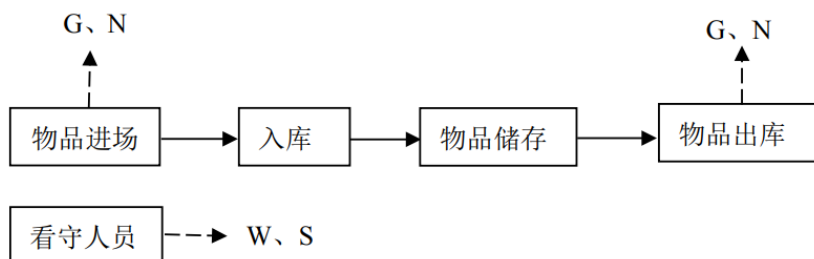 G、N
G、N
物品进场
入库
物品储存
物品出库
看守人员
W、S